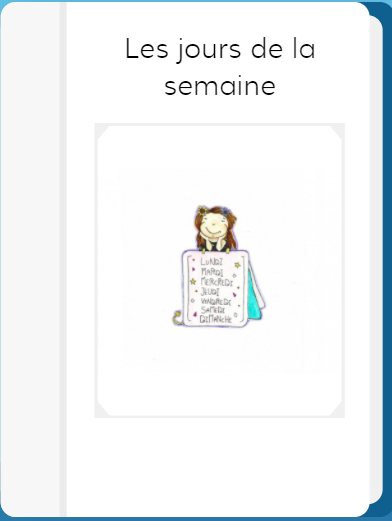 Les jours de la
semaine
LUNDI
MARDI
MERCREDI
JEUDI
VENDREDI
SAMEDI
DIMANCHE